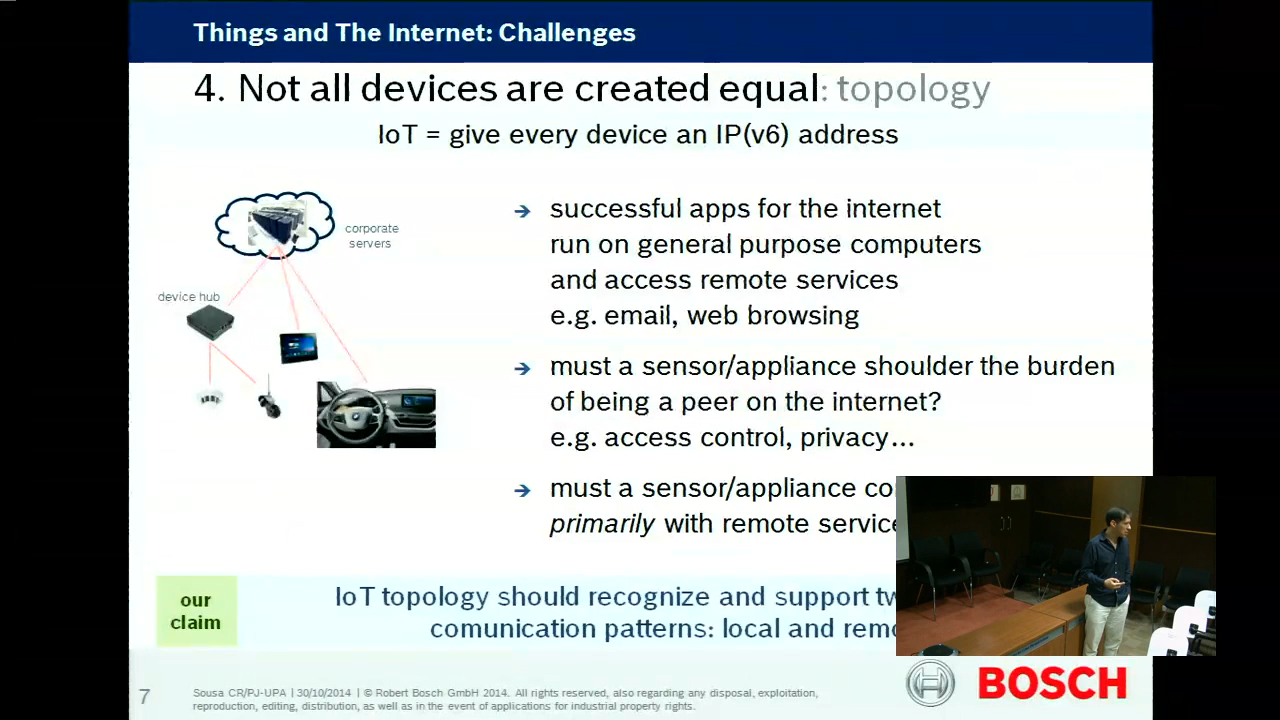 Things and The Internet: Challenges
4. Not all devices are created equal: topology
IoT = give every device an IP(v6) address
corporate
servers
device hub
→ successful apps for the internet
run on general purpose computers
and access remote services
e.g. email, web browsing
→ must a sensor/appliance shoulder the burden
of being a peer on the internet?
e.g. access control, privacy...
→ must a sensor/appliance
primarily with remote
our
claim
IoT topology should recognize and support
comunication patterns: local and
7
Sousa CR/PJ-UPA | 30/10/2014 | © Robert Bosch GmbH 2014. All rights reserved, also regarding any disposal, exploitation,
reproduction, editing, distribution, as well as in the event of applications for industrial property rights.
BOSCH